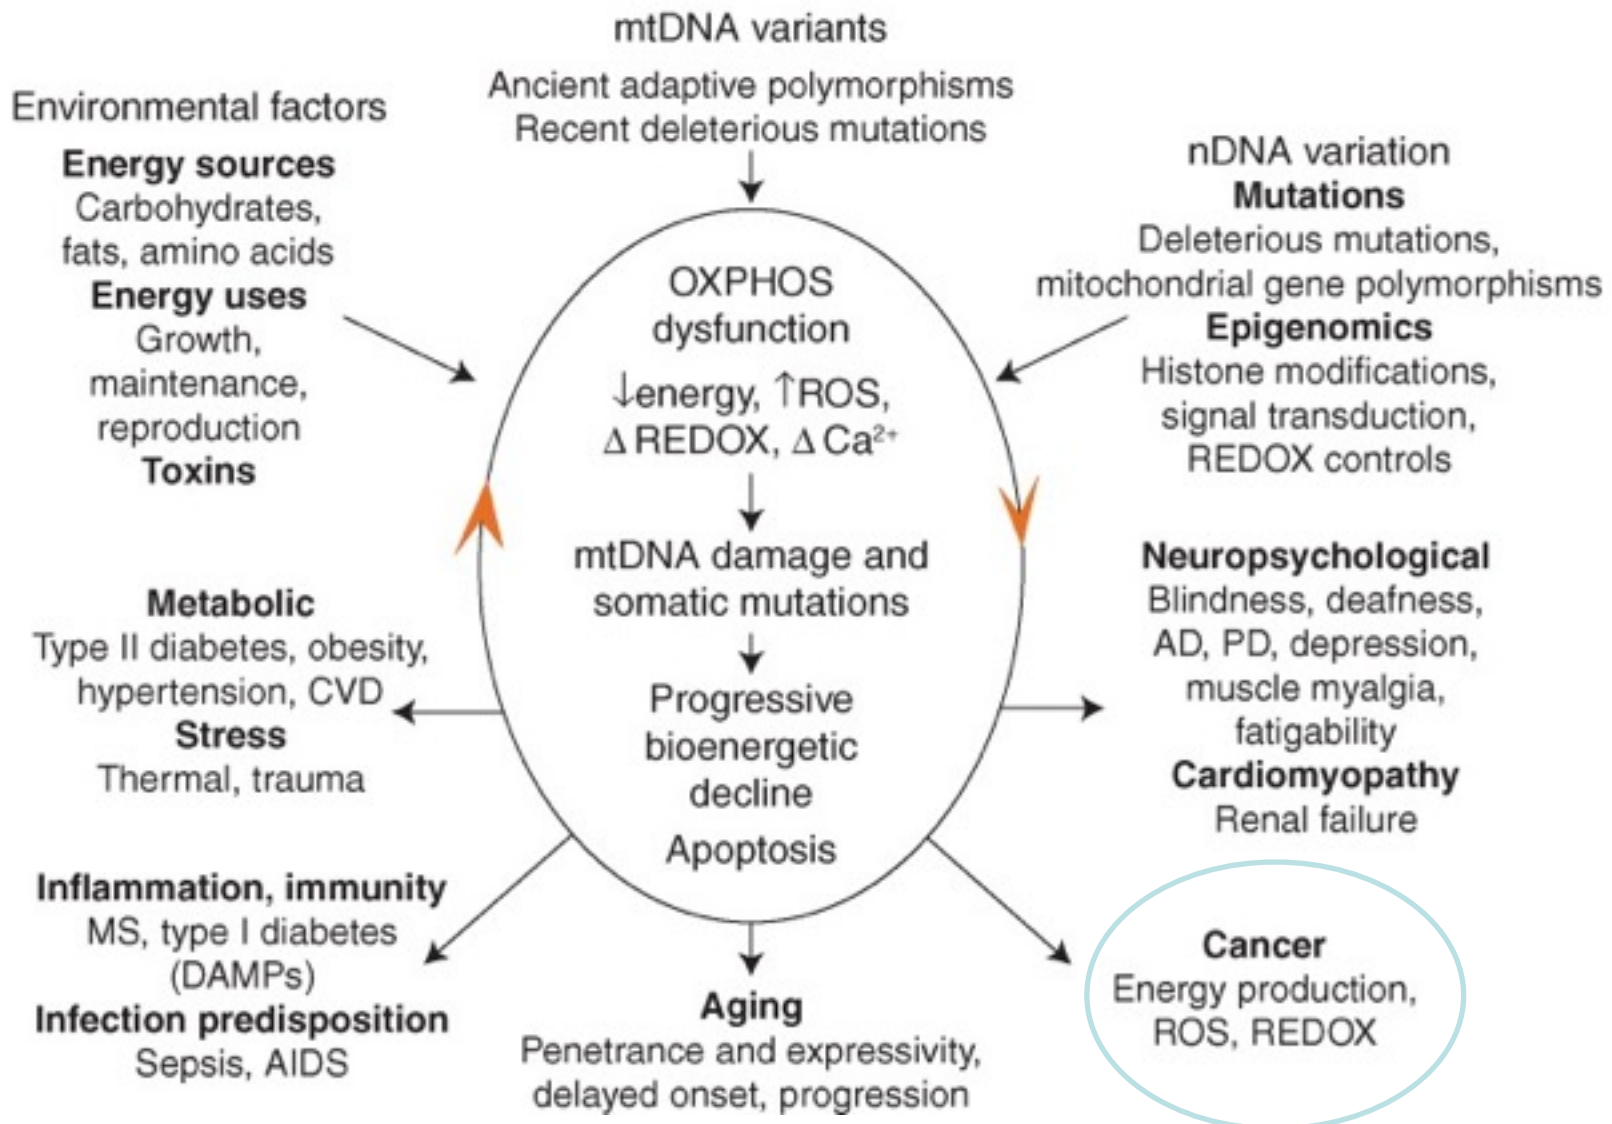 mtDNA variants
Ancient adaptive polymorphisms
Recent deleterious mutations
Environmental factors
Energy sources
Carbohydrates,
fats, amino acids
Energy uses
Growth,
maintenance,
reproduction
Toxins
nDNA variation
Mutations
Deleterious mutations,
mitochondrial gene polymorphisms
Epigenomics
Histone modifications,
signal transduction,
REDOX controls
OXPHOS
dysfunction
↓energy, ↑ROS,
Δ REDOX, Δ Ca²⁺
mtDNA damage and
somatic mutations
Progressive
bioenergetic
decline
Apoptosis
Metabolic
Type II diabetes, obesity,
hypertension, CVD
Stress
Thermal, trauma
Neuropsychological
Blindness, deafness,
AD, PD, depression,
muscle myalgia,
fatigability
Cardiomyopathy
Renal failure
Inflammation, immunity
MS, type I diabetes
(DAMPs)
Infection predisposition
Sepsis, AIDS
Aging
Penetrance and expressivity,
delayed onset, progression
Cancer
Energy production,
ROS, REDOX